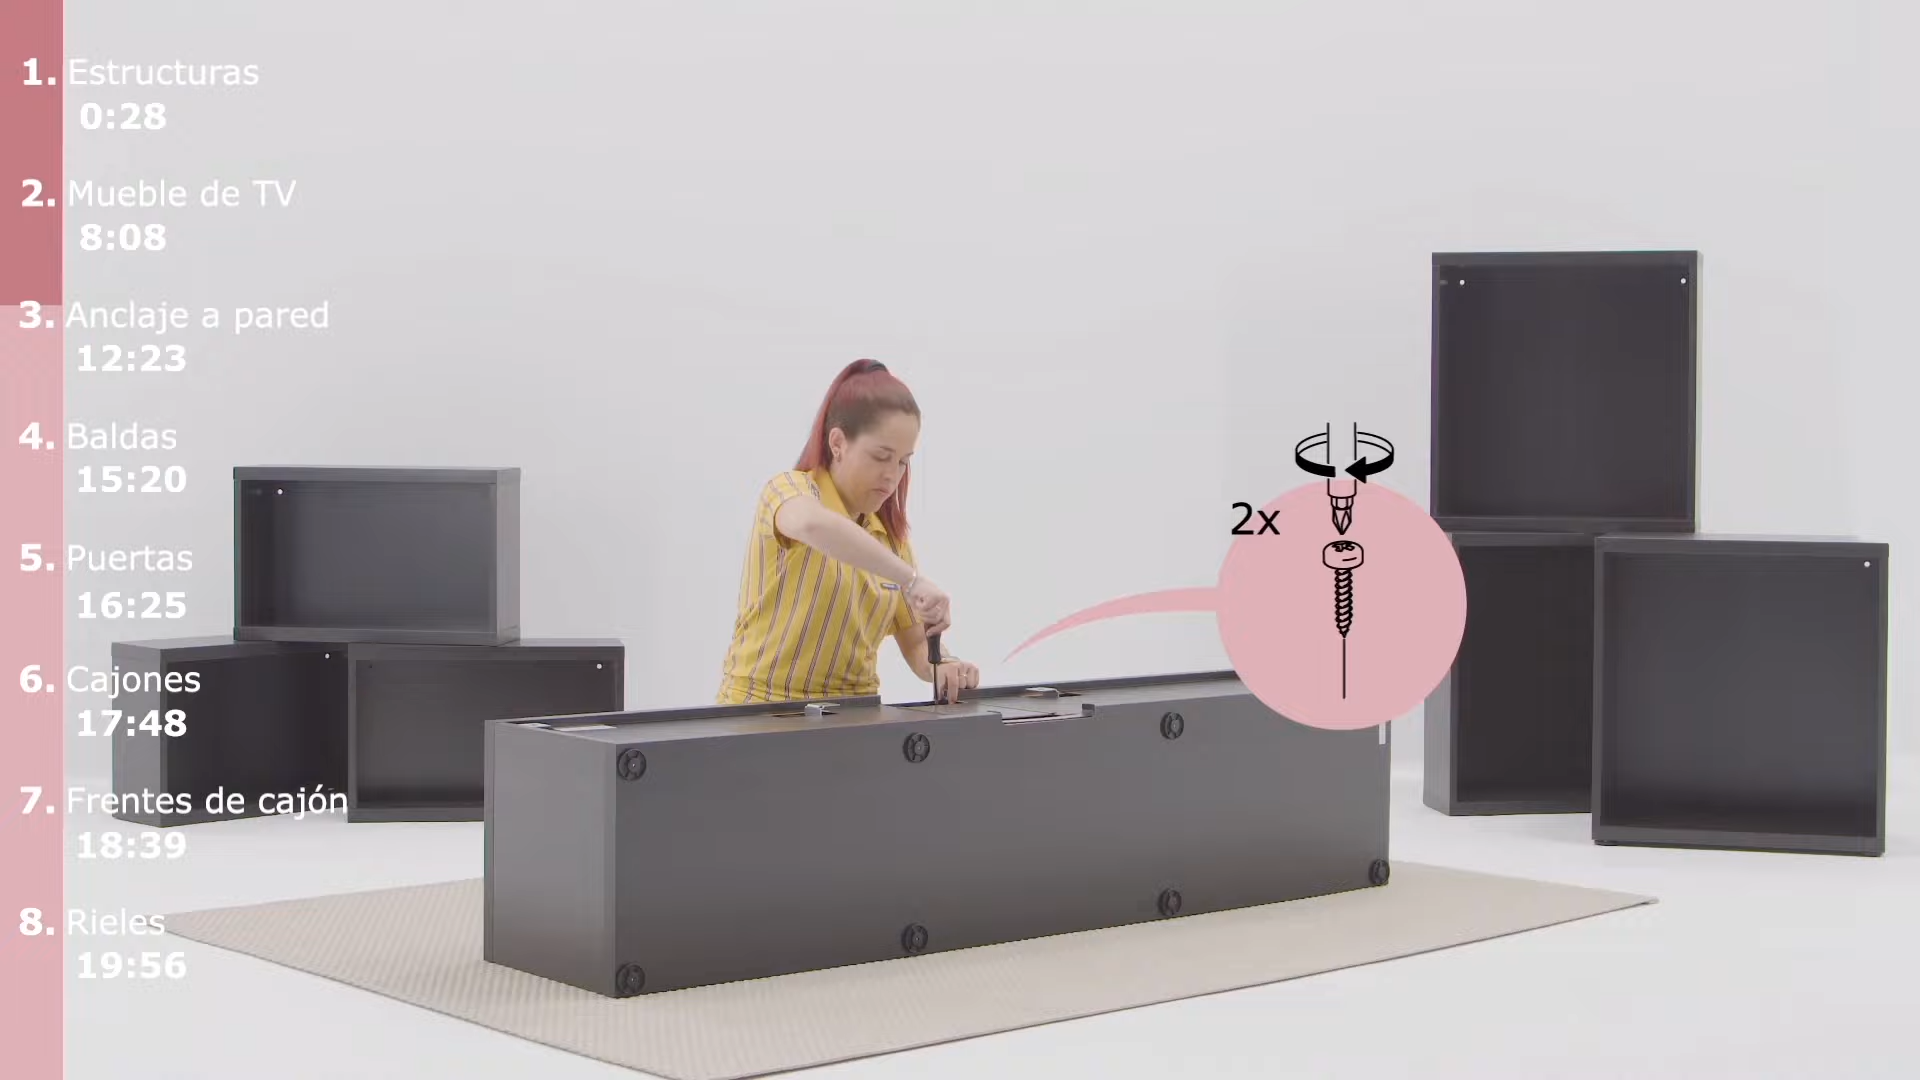 1. Estructuras
0:28
2. Mueble de TV
8:08
3. Anclaje a pared
12:23
4. Baldas
15:20
5. Puertas
16:25
6. Cajones
17:48
7. Frentes de cajón
18:39
8. Rieles
19:56
2x